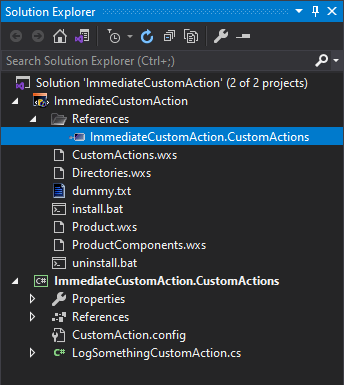 Solution Explorer
Search Solution Explorer (Ctrl+;)
Solution 'ImmediateCustomAction' (2 of 2 projects)
ImmediateCustomAction
References
ImmediateCustomAction.CustomActions
CustomActions.wxs
Directories.wxs
dummy.txt
install.bat
Product.wxs
ProductComponents.wxs
uninstall.bat
C# ImmediateCustomAction.CustomActions
Properties
References
CustomAction.config
C# LogSomethingCustomAction.cs